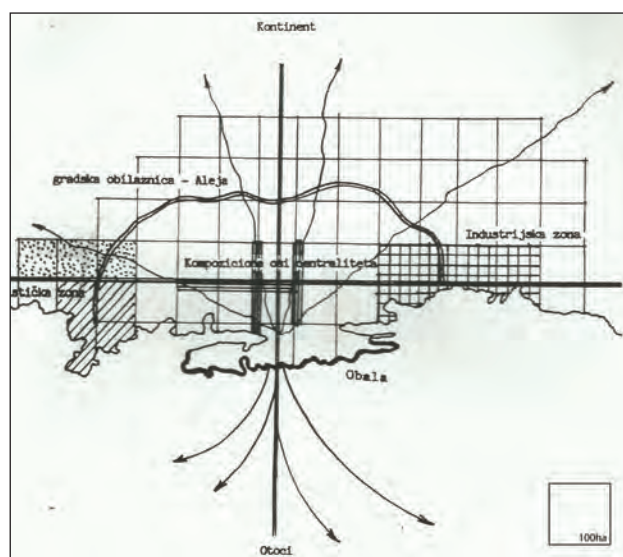 Kontinent
gradska obilaznica - Aleja
Industrijska zona
Kompozicione osi centraliteta
stička zona
Obala
100ha
Otoci